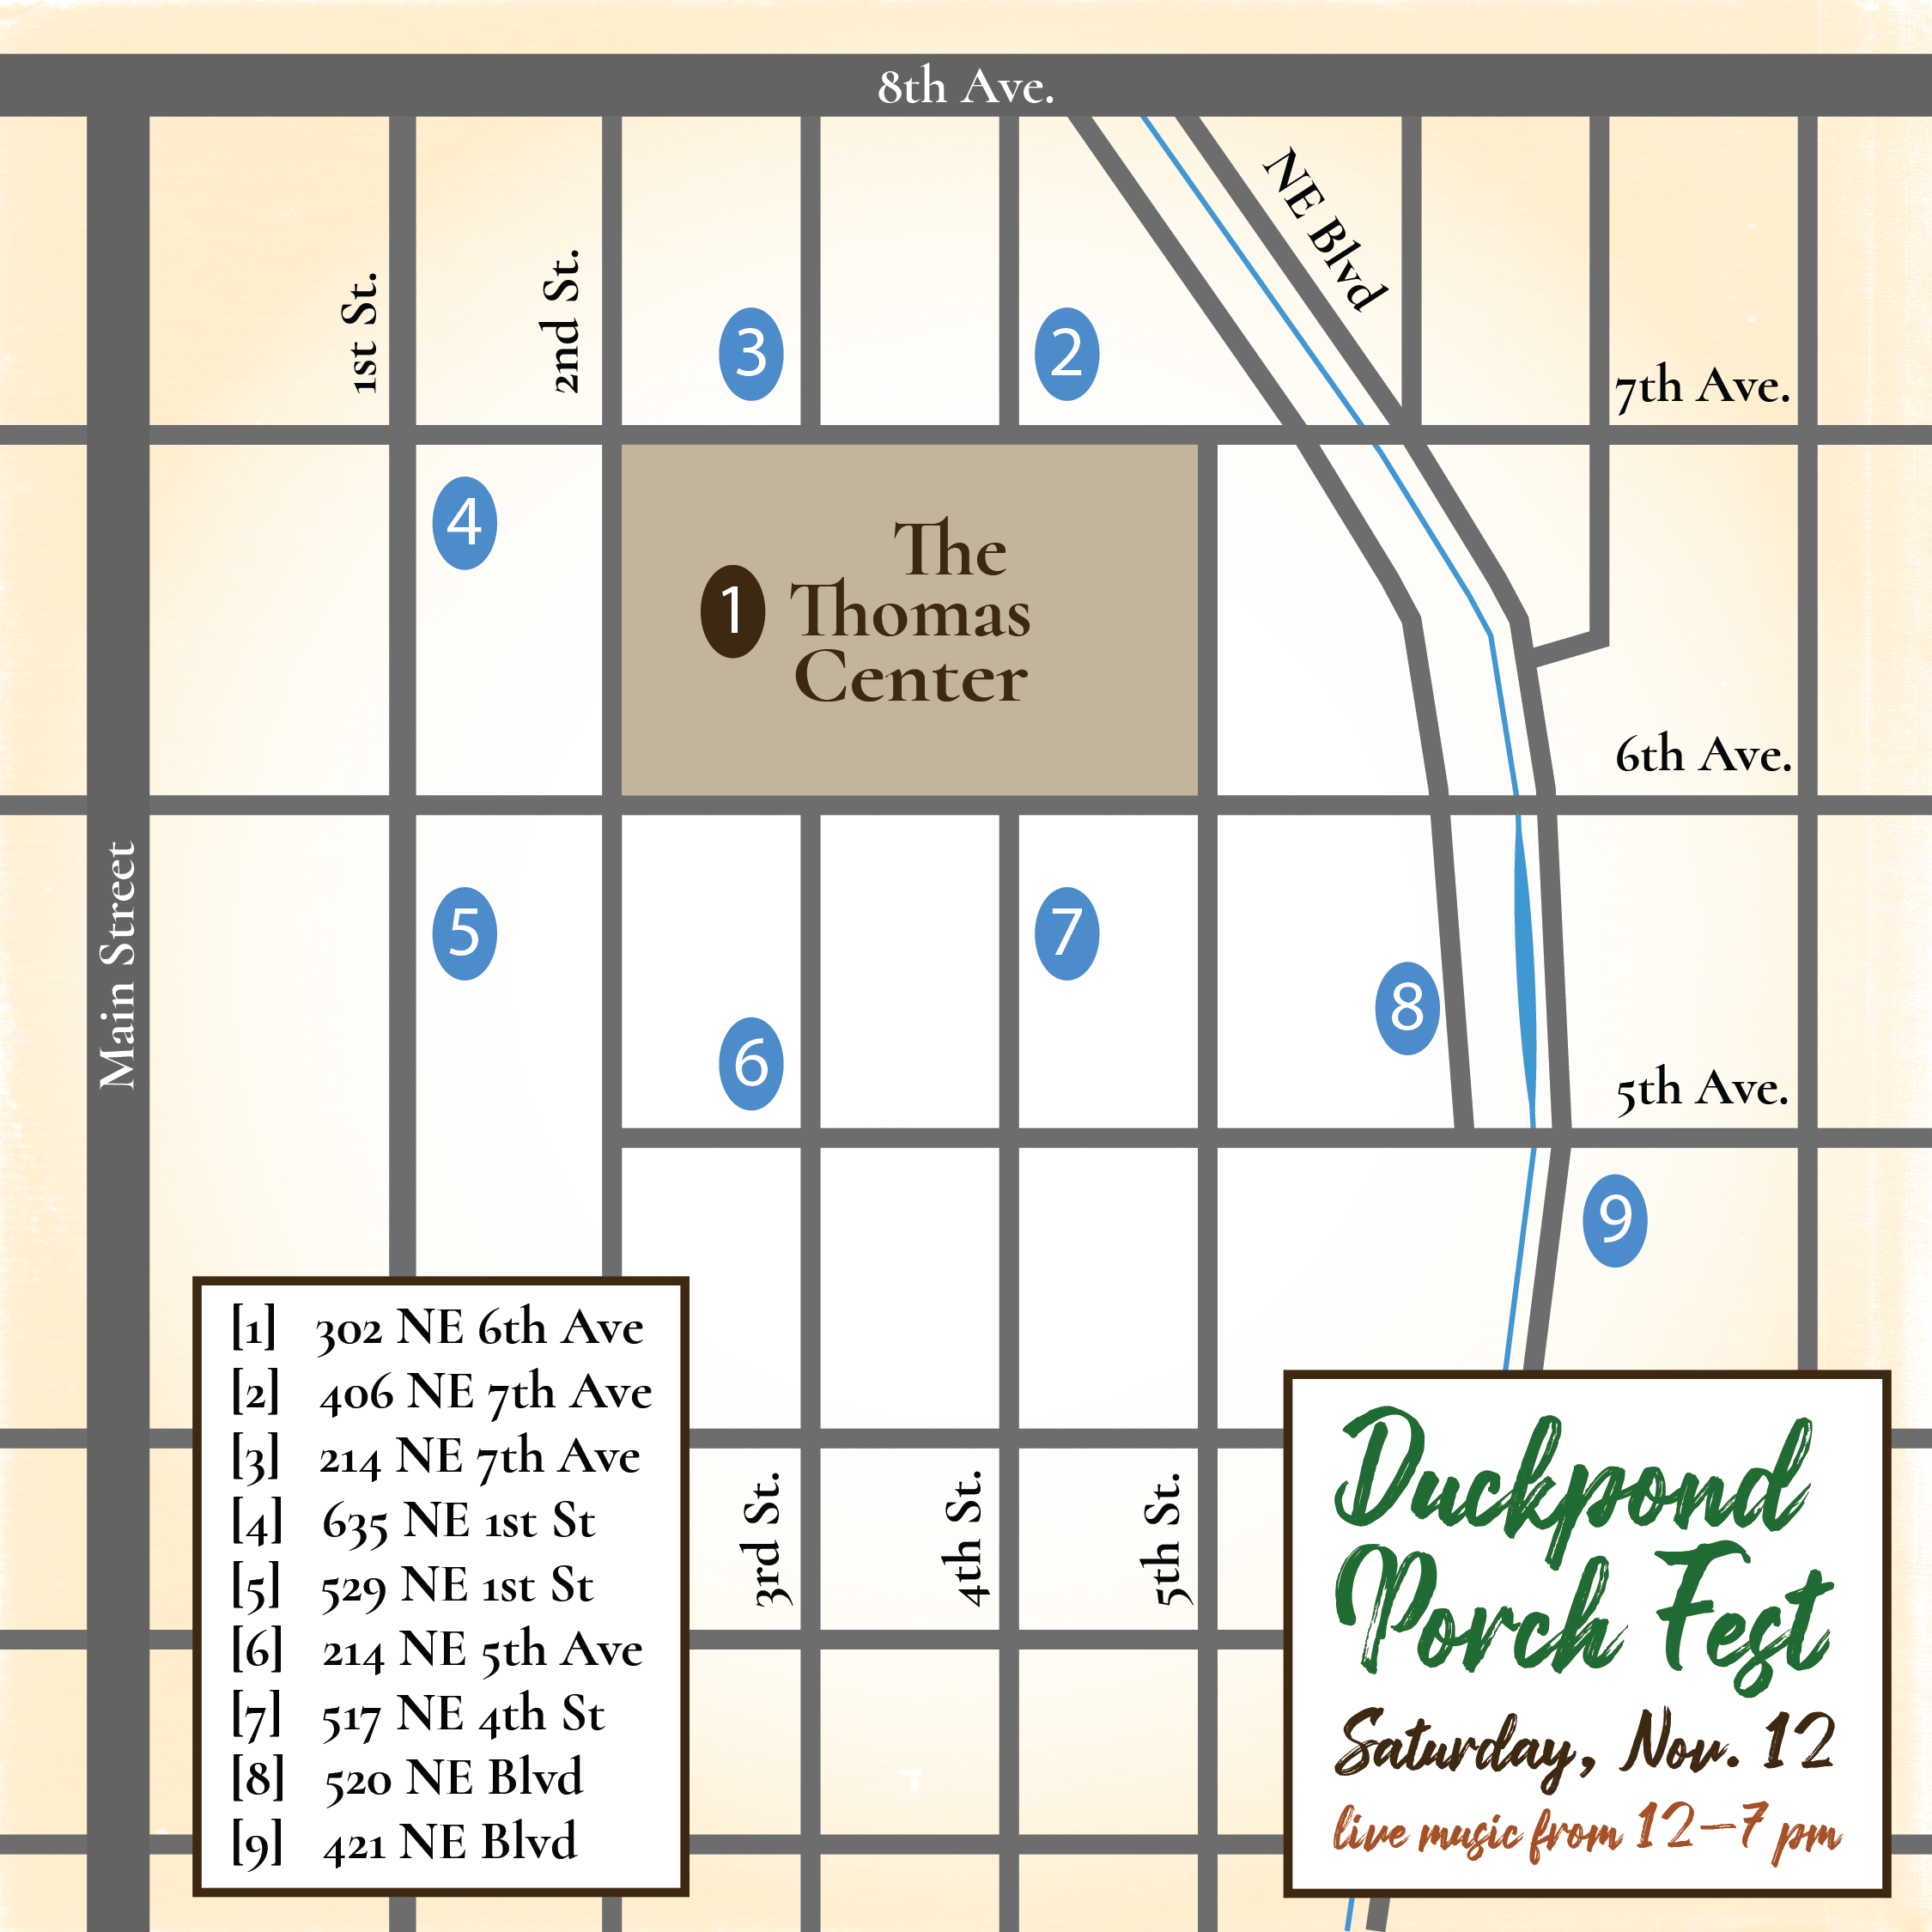 8th Ave.
NE Blvd
1st St.
2nd St.
3
2
7th Ave.
4
1
The
Thomas
Center
6th Ave.
Main Street
5
7
8
6
5th Ave.
9
[1] 302 NE 6th Ave
[2] 406 NE 7th Ave
[3] 214 NE 7th Ave
[4] 635 NE 1st St
[5] 529 NE 1st St
[6] 214 NE 5th Ave
[7] 517 NE 4th St
[8] 520 NE Blvd
[9] 421 NE Blvd
3rd St.
4th St.
5th St.
Duckpond
Porch Fest
Saturday, Nov. 12
live music from 12–7 pm